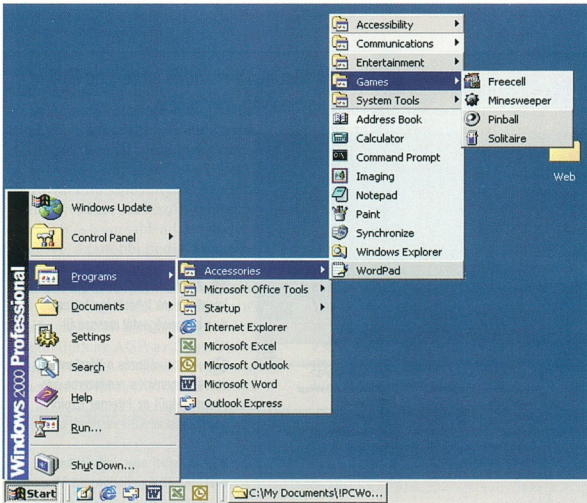 Accessibility
Communications
Entertainment
Games
System Tools
Address Book
Calculator
Command Prompt
Imaging
Notepad
Paint
Synchronize
Windows Explorer
WordPad
Freecell
Minesweeper
Pinball
Solitaire
Web
Windows 2000 Professional
Windows Update
Control Panel
Programs
Documents
Settings
Search
Help
Run...
Shut Down...
Accessories
Microsoft Office Tools
Startup
Internet Explorer
Microsoft Excel
Microsoft Outlook
Microsoft Word
Outlook Express
Start
C:\My Documents\!PCWo...